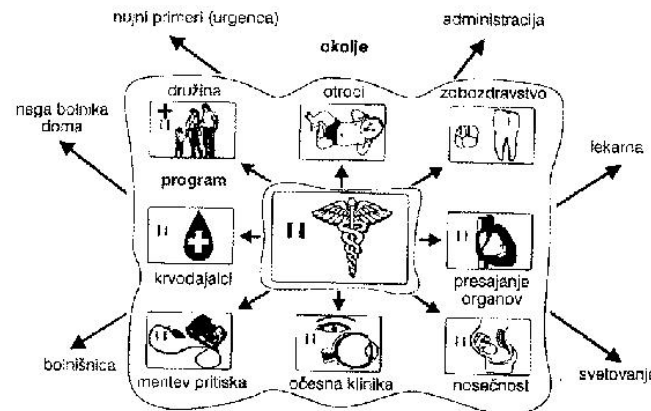 nujni primeri (urgenca)
administracija
okolje
družina
otroci
zobozdravstvo
nega bolnika
doma
lekarna
program
krvodajalci
presajanje
organov
bolnišnica
meritev pritiska
očesna klinika
nosečnost
svetovanje